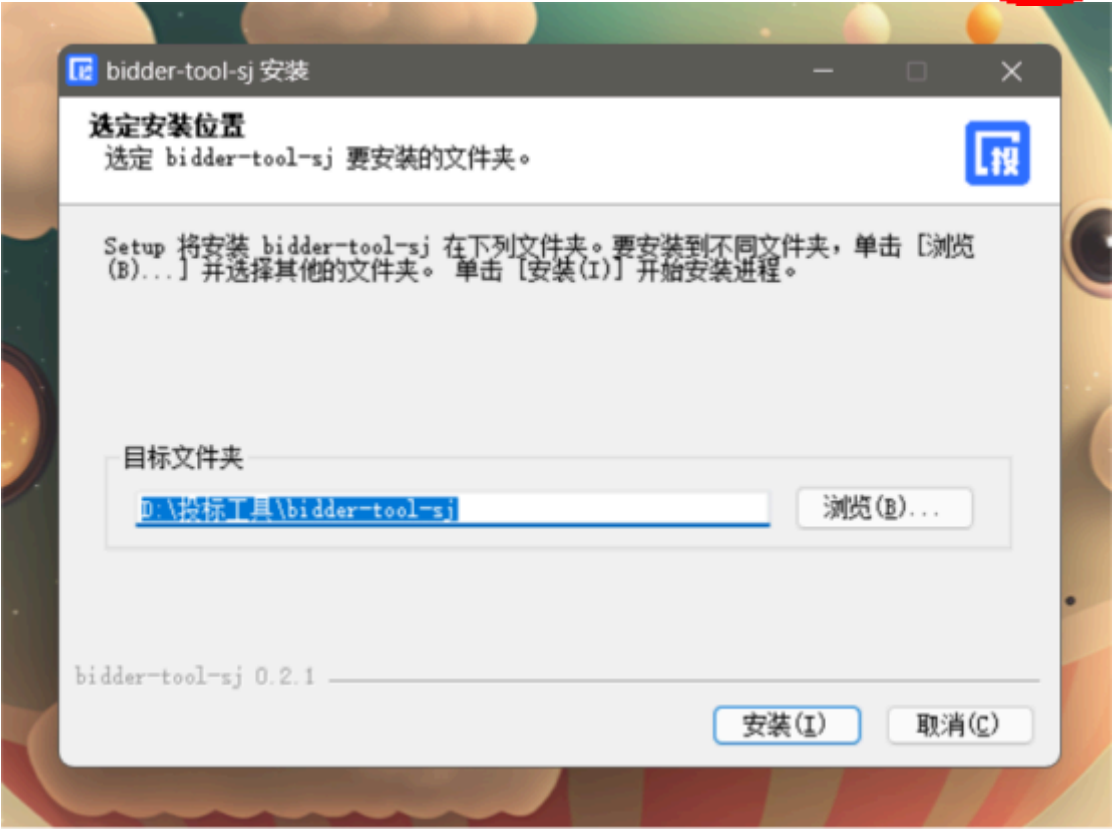 bidder-tool-sj 安装
选定安装位置
选定 bidder-tool-sj 要安装的文件夹。
投
Setup 将安装 bidder-tool-sj 在下列文件夹。要安装到不同文件夹，单击 [浏览
(B)...] 并选择其他的文件夹。 单击 [安装(I)] 开始安装进程。
目标文件夹
D:\投标工具\bidder-tool-sj
浏览(B)...
bidder-tool-sj 0.2.1
安装(I)
取消(C)